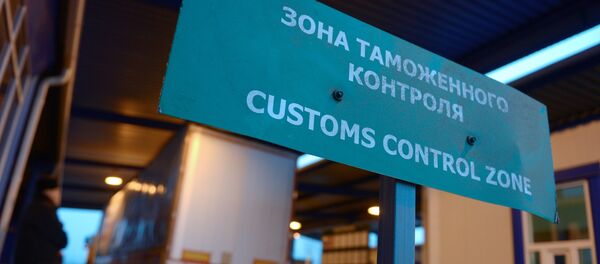 ЗОНА ТАМОЖЕННОГО
КОНТРОЛЯ
CUSTOMS CONTROL ZONE